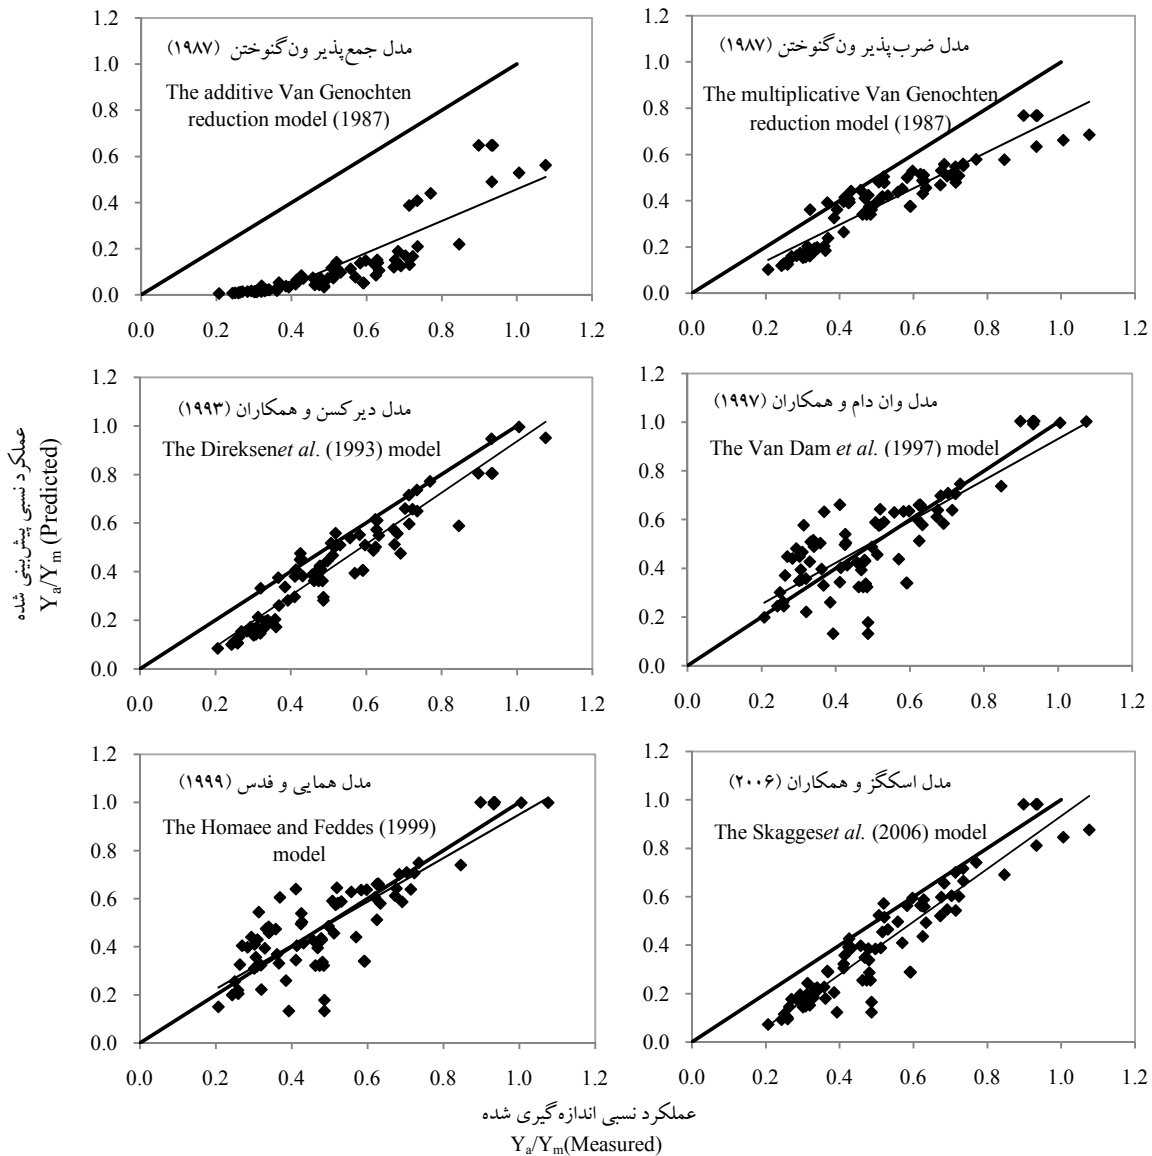 مدل جمع‌پذیر ون‌گنوختن (۱۹۸۷)
The additive Van Genochten
reduction model (1987)
1.2
1.0
0.8
0.6
0.4
0.2
0.0
0.0 0.2 0.4 0.6 0.8 1.0 1.2
مدل ضرب‌پذیر ون‌گنوختن (۱۹۸۷)
The multiplicative Van Genochten
reduction model (1987)
1.2
1.0
0.8
0.6
0.4
0.2
0.0
0.0 0.2 0.4 0.6 0.8 1.0 1.2
عملکرد نسبی پیش‌بینی شده
Ya/Ym (Predicted)
مدل دیرکسن و همکاران (۱۹۹۳)
The Direksenet al. (1993) model
1.2
1.0
0.8
0.6
0.4
0.2
0.0
0.0 0.2 0.4 0.6 0.8 1.0 1.2
مدل وان دام و همکاران (۱۹۹۷)
The Van Dam et al. (1997) model
1.2
1.0
0.8
0.6
0.4
0.2
0.0
0.0 0.2 0.4 0.6 0.8 1.0 1.2
مدل همایی و فدس (۱۹۹۹)
The Homaee and Feddes (1999)
model
1.2
1.0
0.8
0.6
0.4
0.2
0.0
0.0 0.2 0.4 0.6 0.8 1.0 1.2
مدل اسکگز و همکاران (۲۰۰۶)
The Skaggeset al. (2006) model
1.2
1.0
0.8
0.6
0.4
0.2
0.0
0.0 0.2 0.4 0.6 0.8 1.0 1.2
عملکرد نسبی اندازه‌گیری شده
Ya/Ym(Measured)